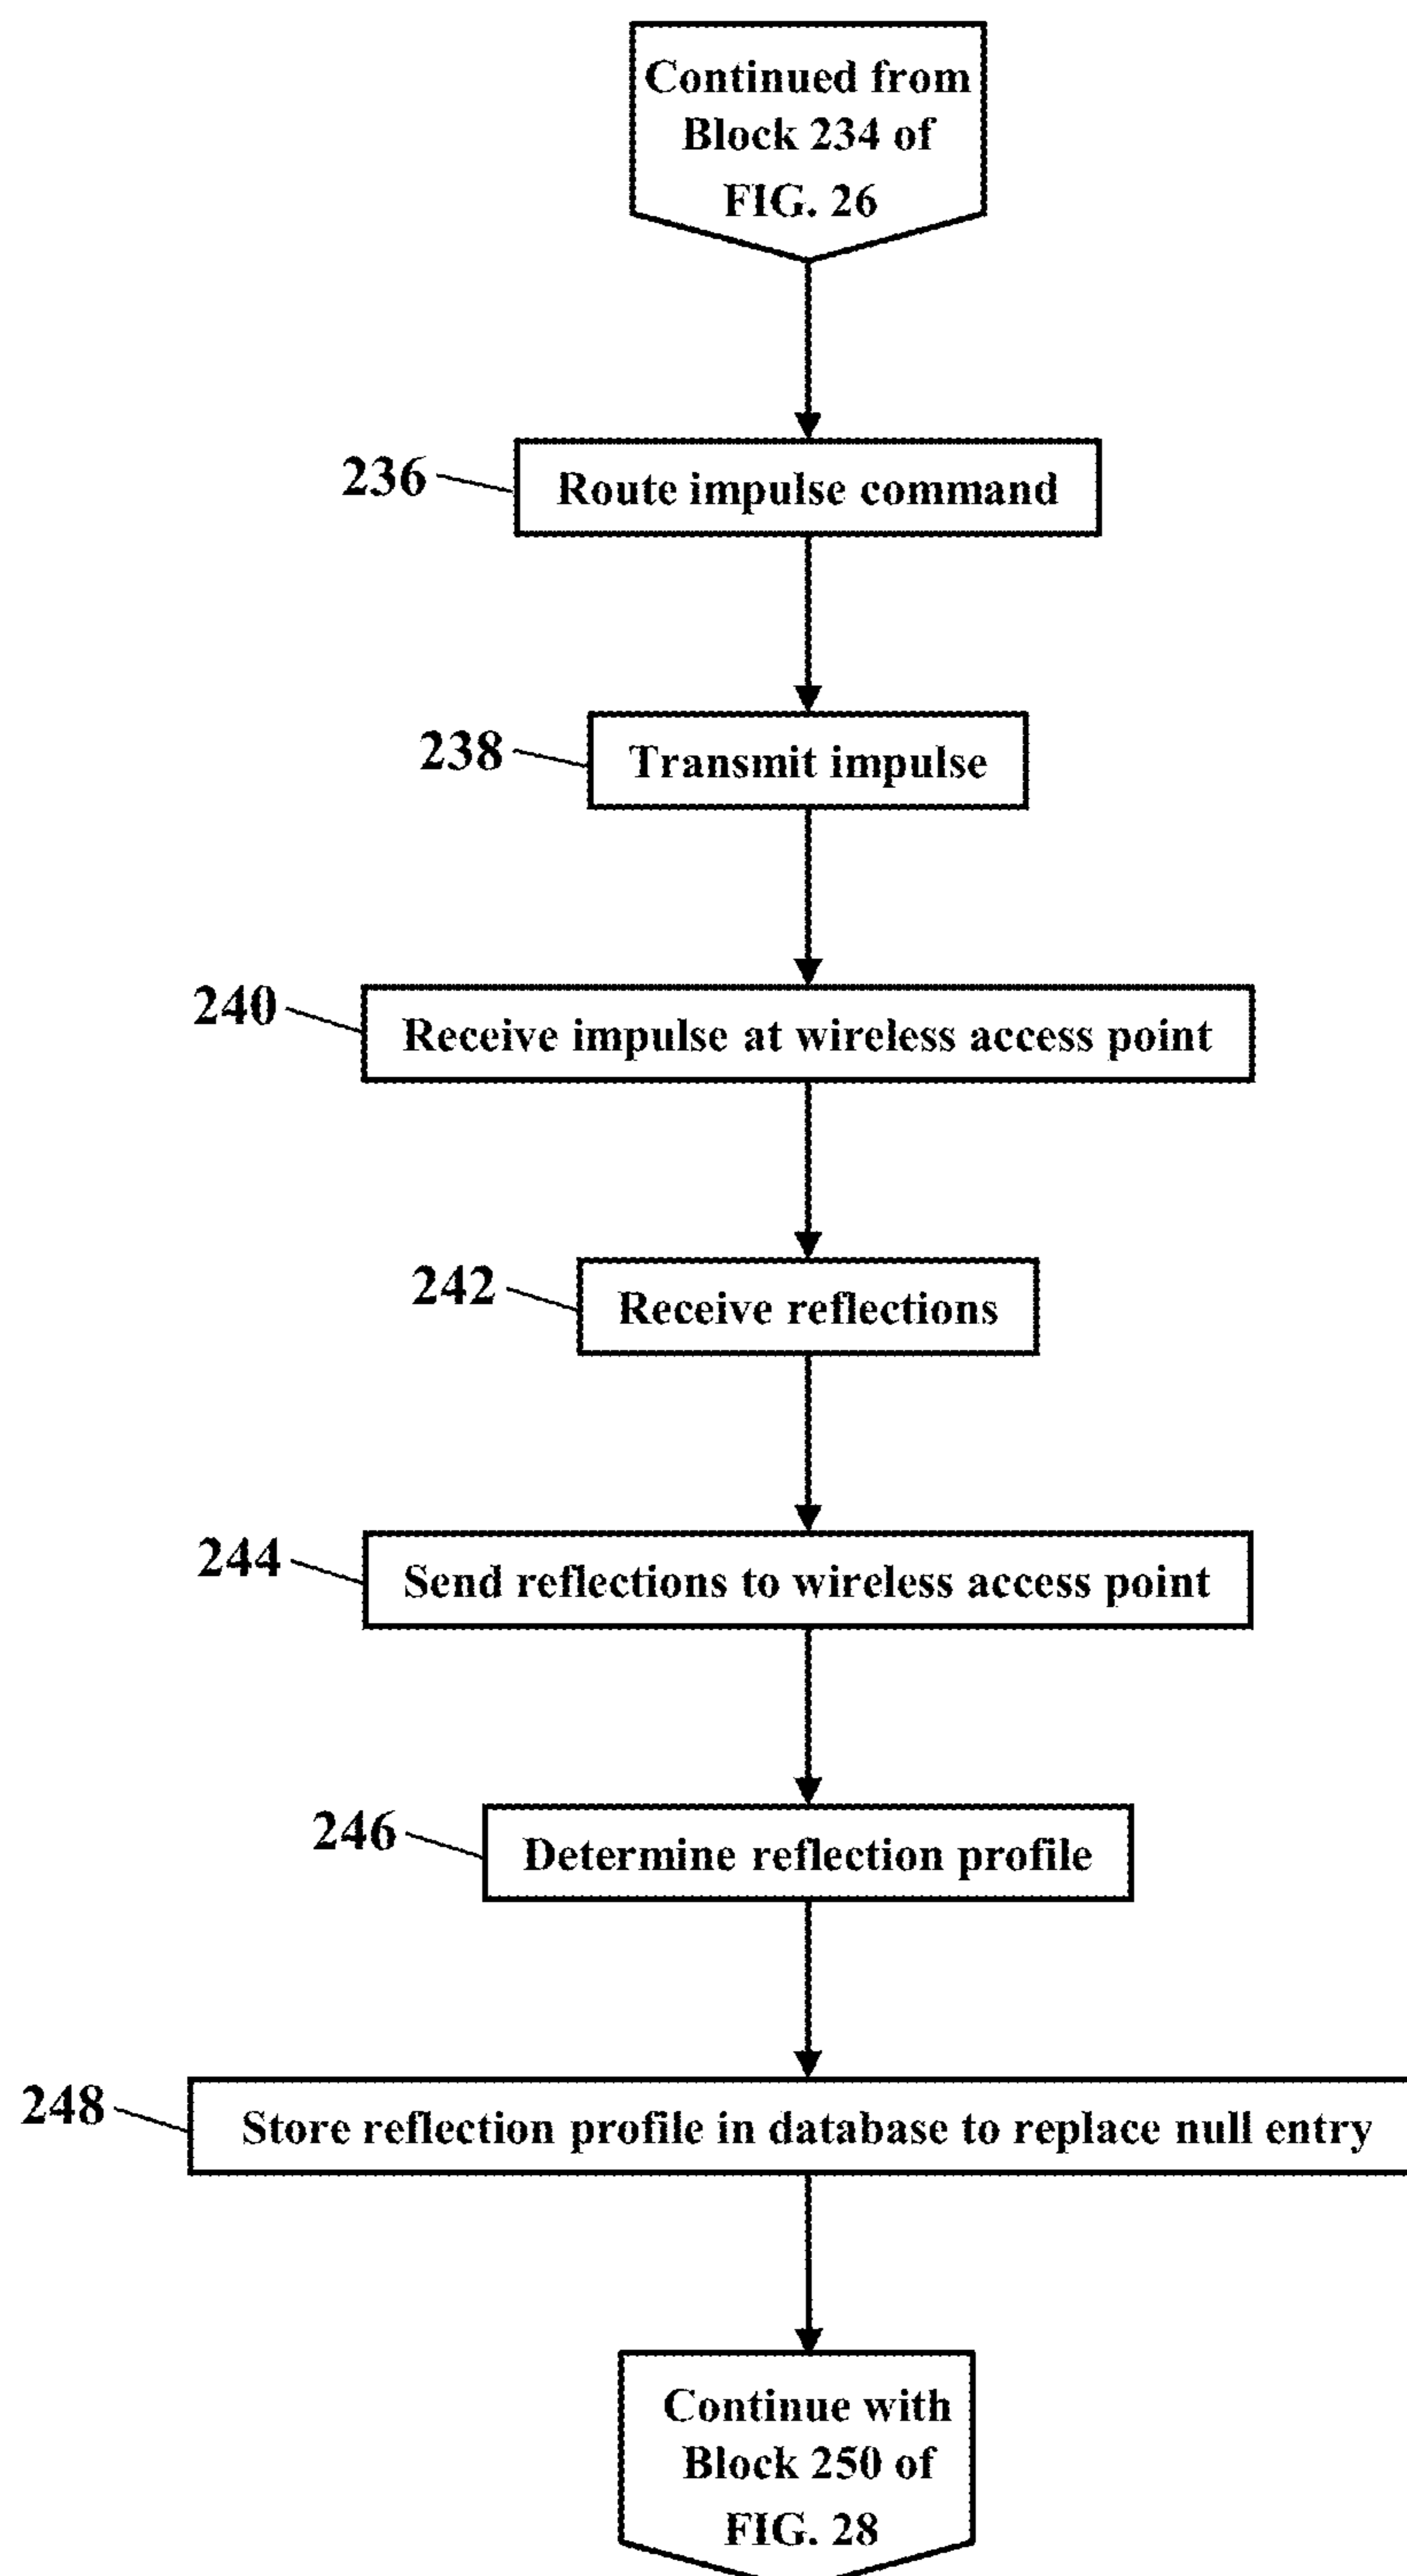 Continued from
Block 234 of
FIG. 26
236
Route impulse command
238
Transmit impulse
240
Receive impulse at wireless access point
242
Receive reflections
244
Send reflections to wireless access point
246
Determine reflection profile
248
Store reflection profile in database to replace null entry
Continue with
Block 250 of
FIG. 28